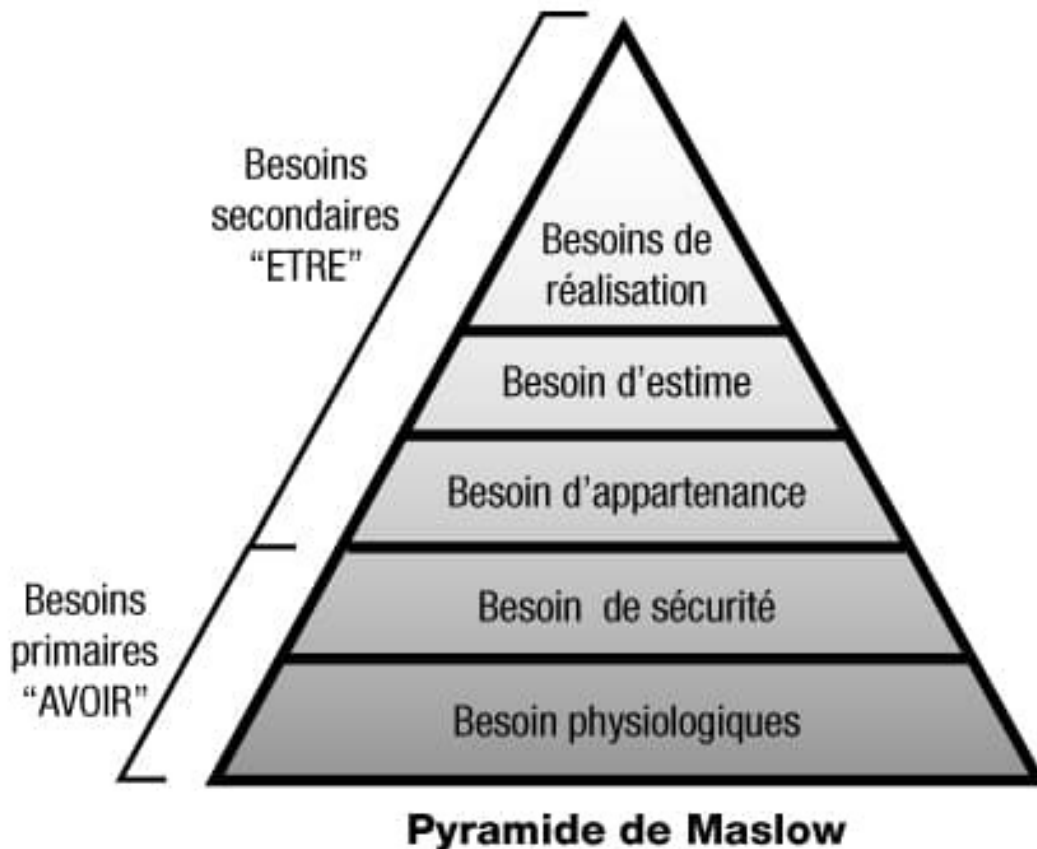 Besoins
secondaires
“ETRE”
Besoins de
réalisation
Besoin d’estime
Besoin d’appartenance
Besoins
primaires
“AVOIR”
Besoin  de sécurité
Besoin physiologiques
Pyramide de Maslow